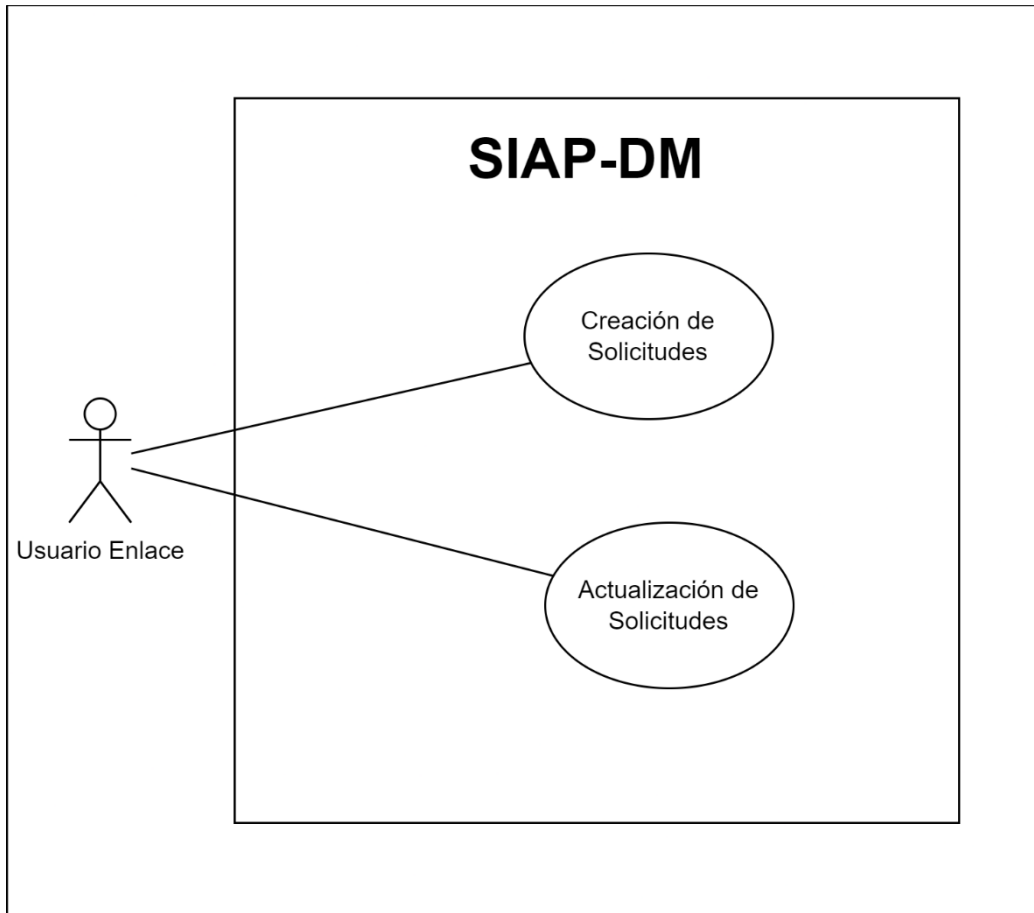 SIAP-DM
Creación de
Solicitudes
Usuario Enlace
Actualización de
Solicitudes